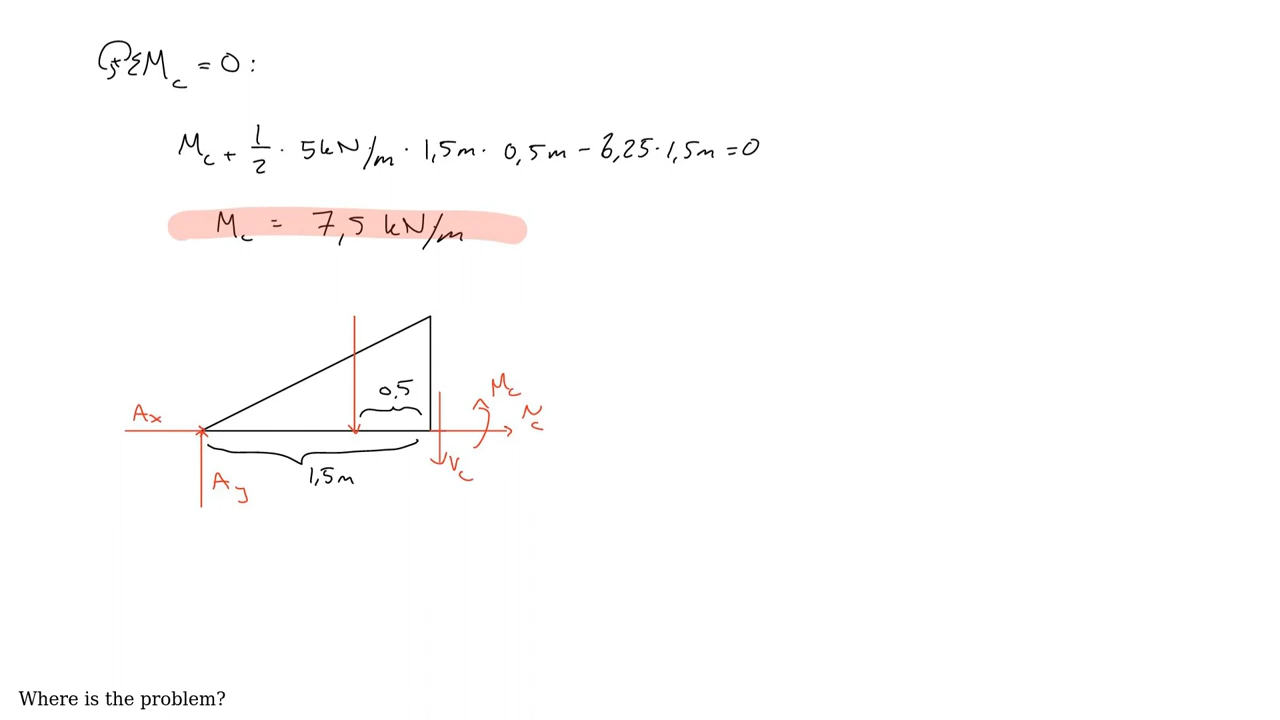 ↺+ΣM_c = 0 :
M_c + 1/2 · 5kN/m · 1,5m · 0,5m - 6,25 · 1,5m = 0
M_c = 7,5 kN/m
0,5
M_c
A_x
N_c
V_c
1,5m
A_y
Where is the problem?